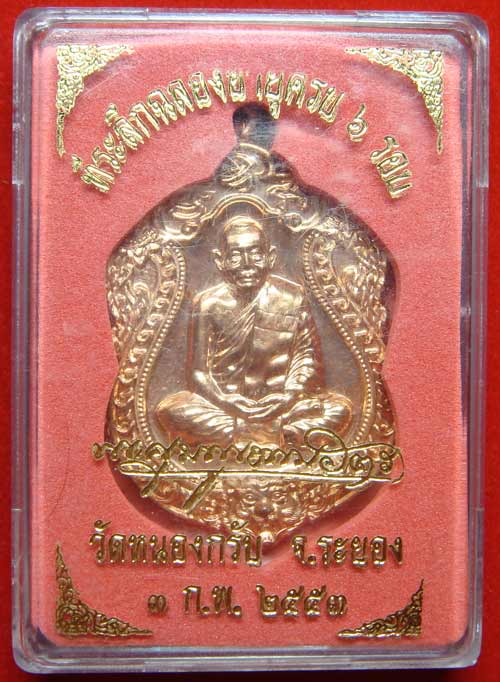 ที่ระลึกฉลองอายุครบ ๖ รอบ
วัดหนองกรับ จ.ระยอง
๓ ก.พ. ๒๕๕๓